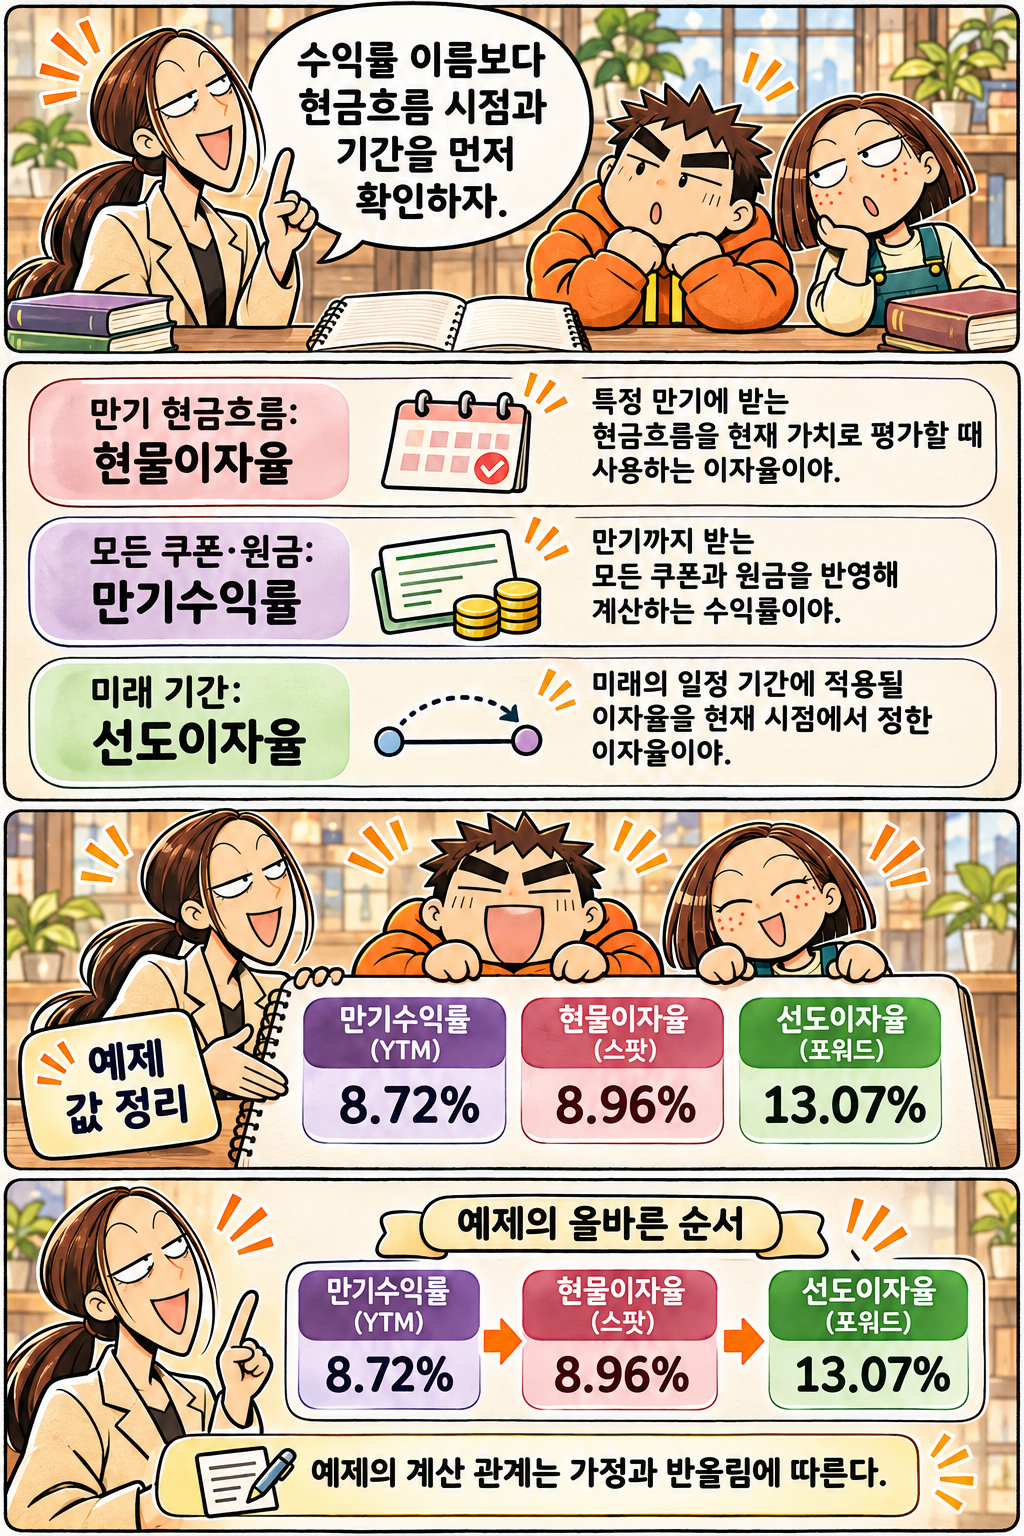 수익률 이름보다
현금흐름 시점과
기간을 먼저
확인하자.
만기 현금흐름:
현물이자율
특정 만기에 받는
현금흐름을 현재 가치로 평가할 때
사용하는 이자율이야.
모든 쿠폰·원금:
만기수익률
만기까지 받는
모든 쿠폰과 원금을 반영해
계산하는 수익률이야.
미래 기간:
선도이자율
미래의 일정 기간에 적용될
이자율을 현재 시점에서 정한
이자율이야.
예제
값 정리
만기수익률
(YTM)
8.72%
현물이자율
(스팟)
8.96%
선도이자율
(포워드)
13.07%
예제의 올바른 순서
만기수익률
(YTM)
8.72%
현물이자율
(스팟)
8.96%
선도이자율
(포워드)
13.07%
예제의 계산 관계는 가정과 반올림에 따른다.